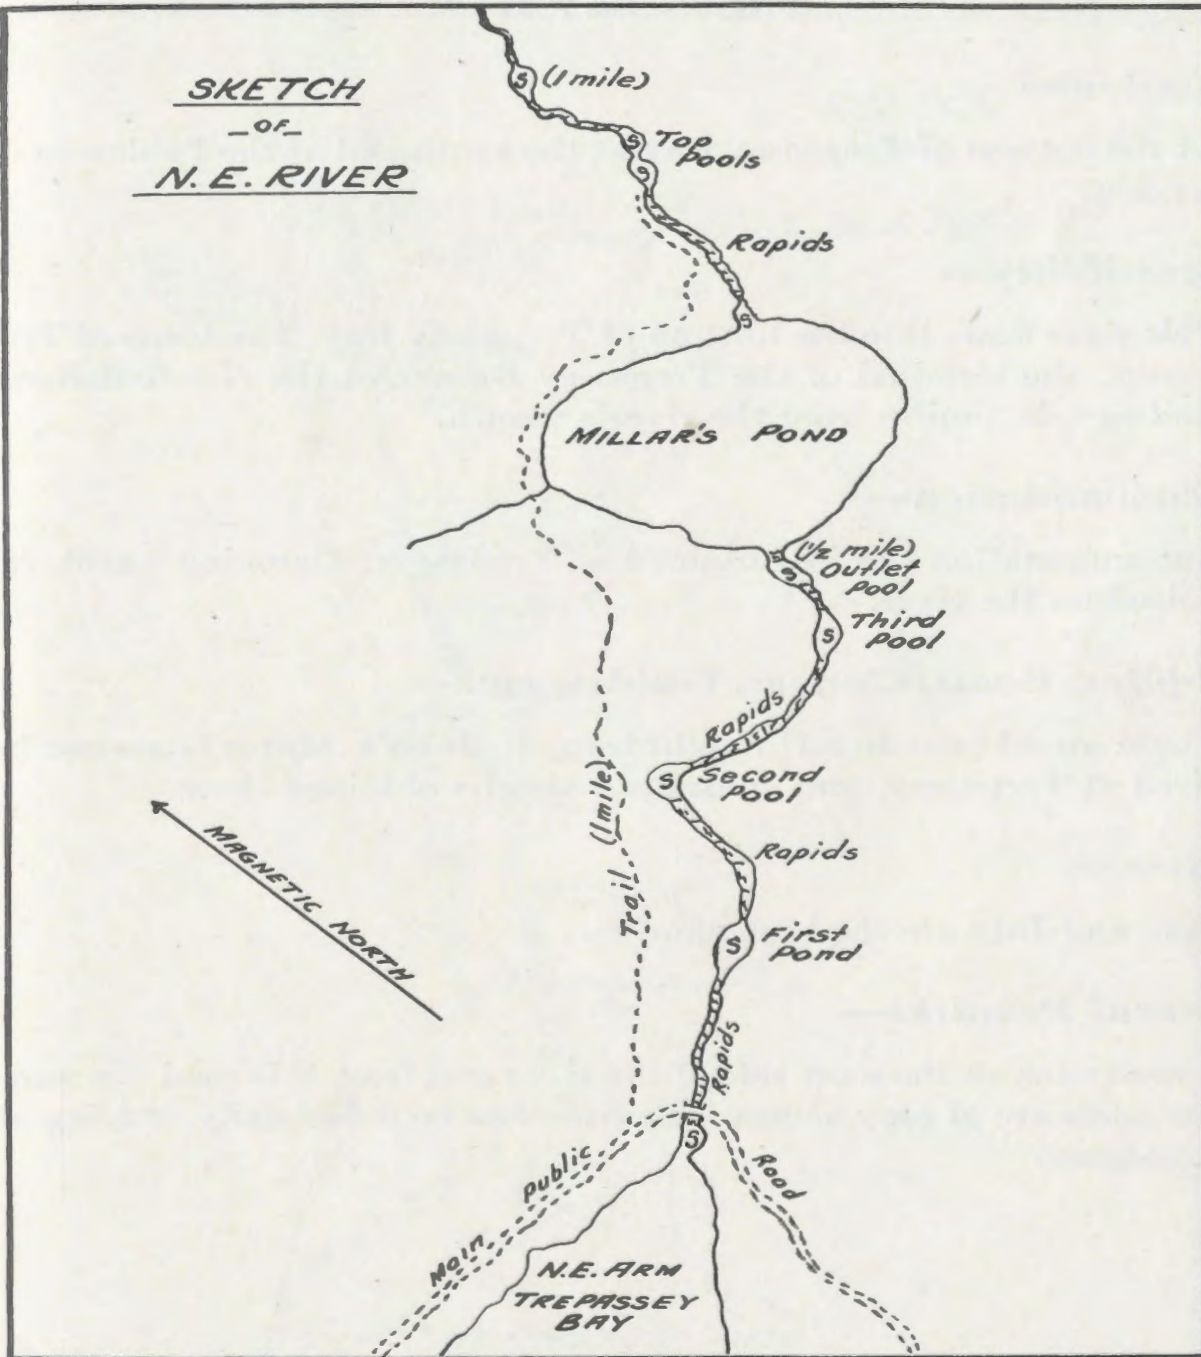 SKETCH
OF
N.E. RIVER
S (1 mile)
S Top
S pools
Rapids
S
MILLAR'S POND
(1/2 mile)
S Outlet
Pool
S Third
Pool
Rapids
S Second
Pool
(1 mile)
Trail
Rapids
MAGNETIC NORTH
S First
Pond
Rapids
S
Main public Road
N.E. ARM
TREPASSEY
BAY